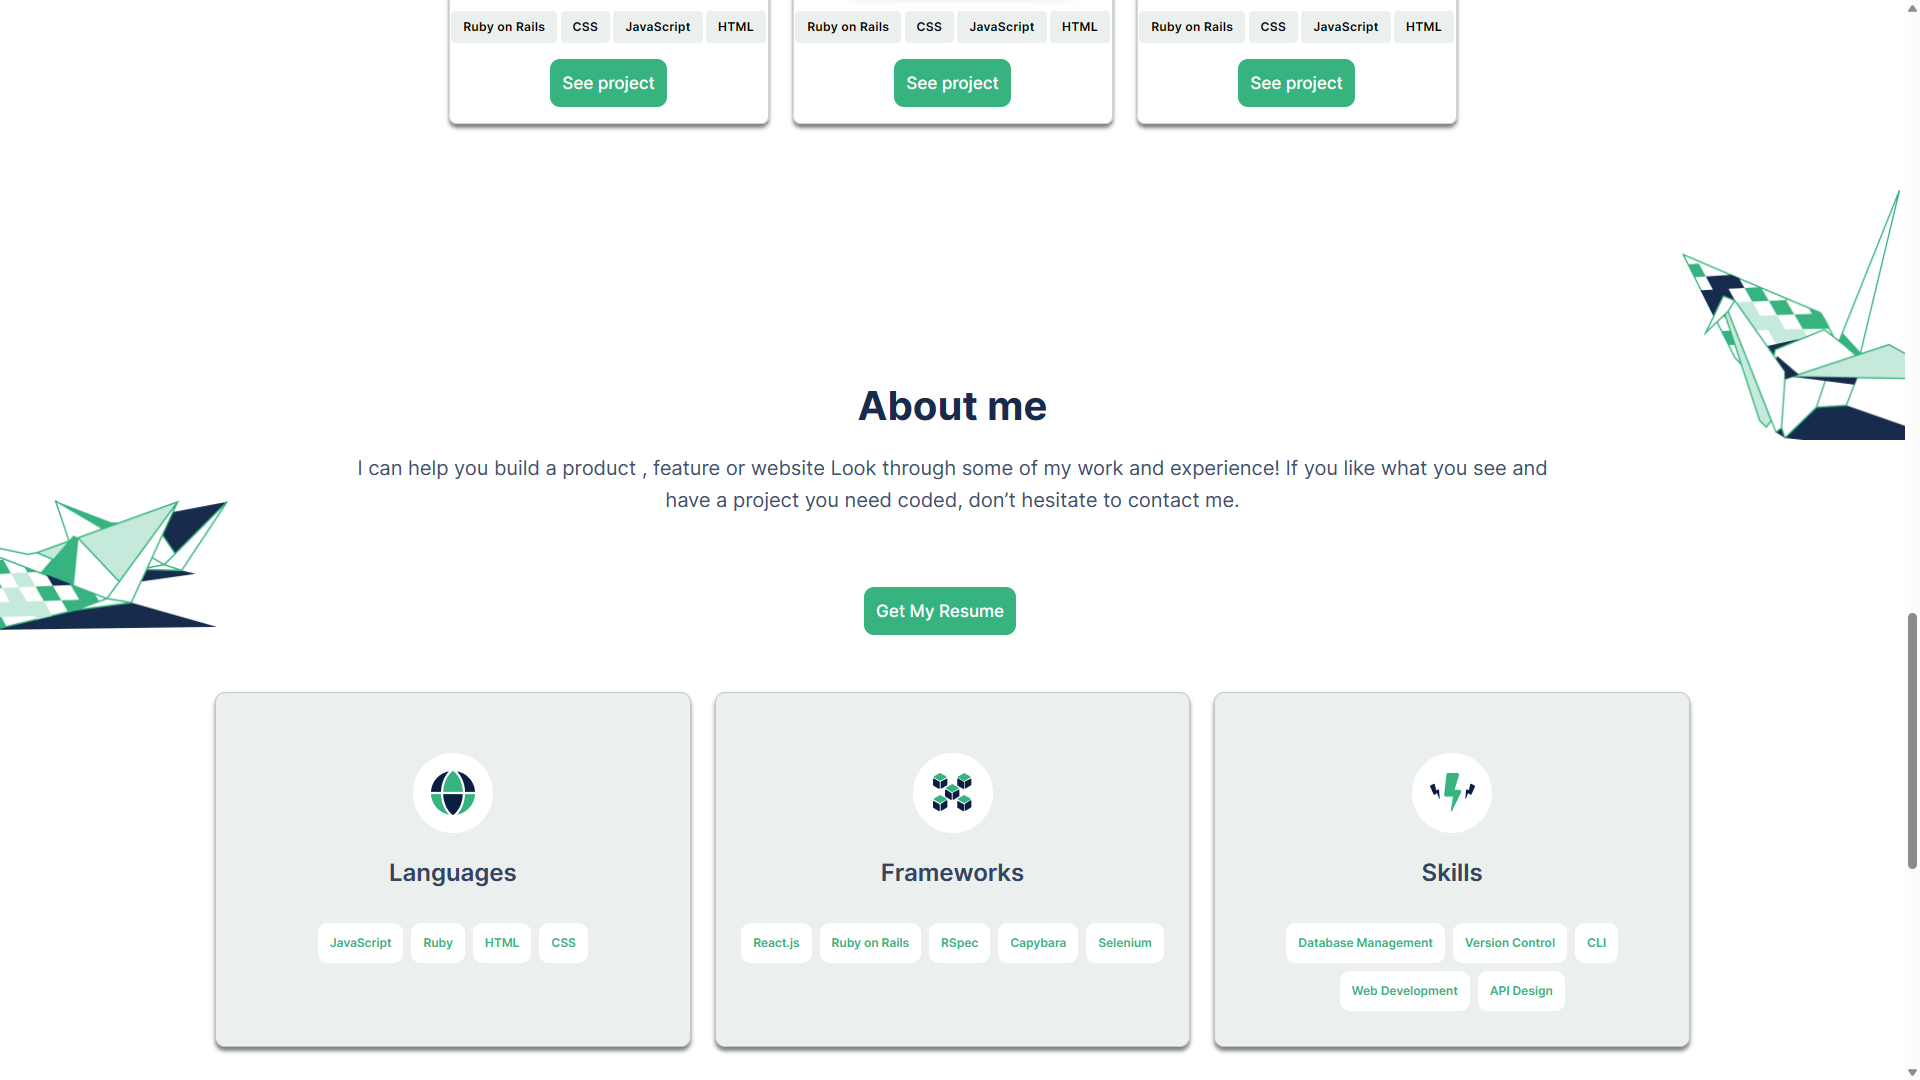 Ruby on Rails CSS JavaScript HTML Ruby on Rails CSS JavaScript HTML Ruby on Rails CSS JavaScript HTML
See project See project See project
About me
I can help you build a product , feature or website Look through some of my work and experience! If you like what you see and
have a project you need coded, don’t hesitate to contact me.
Get My Resume
Languages
JavaScript Ruby HTML CSS
Frameworks
React.js Ruby on Rails RSpec Capybara Selenium
Skills
Database Management Version Control CLI
Web Development API Design